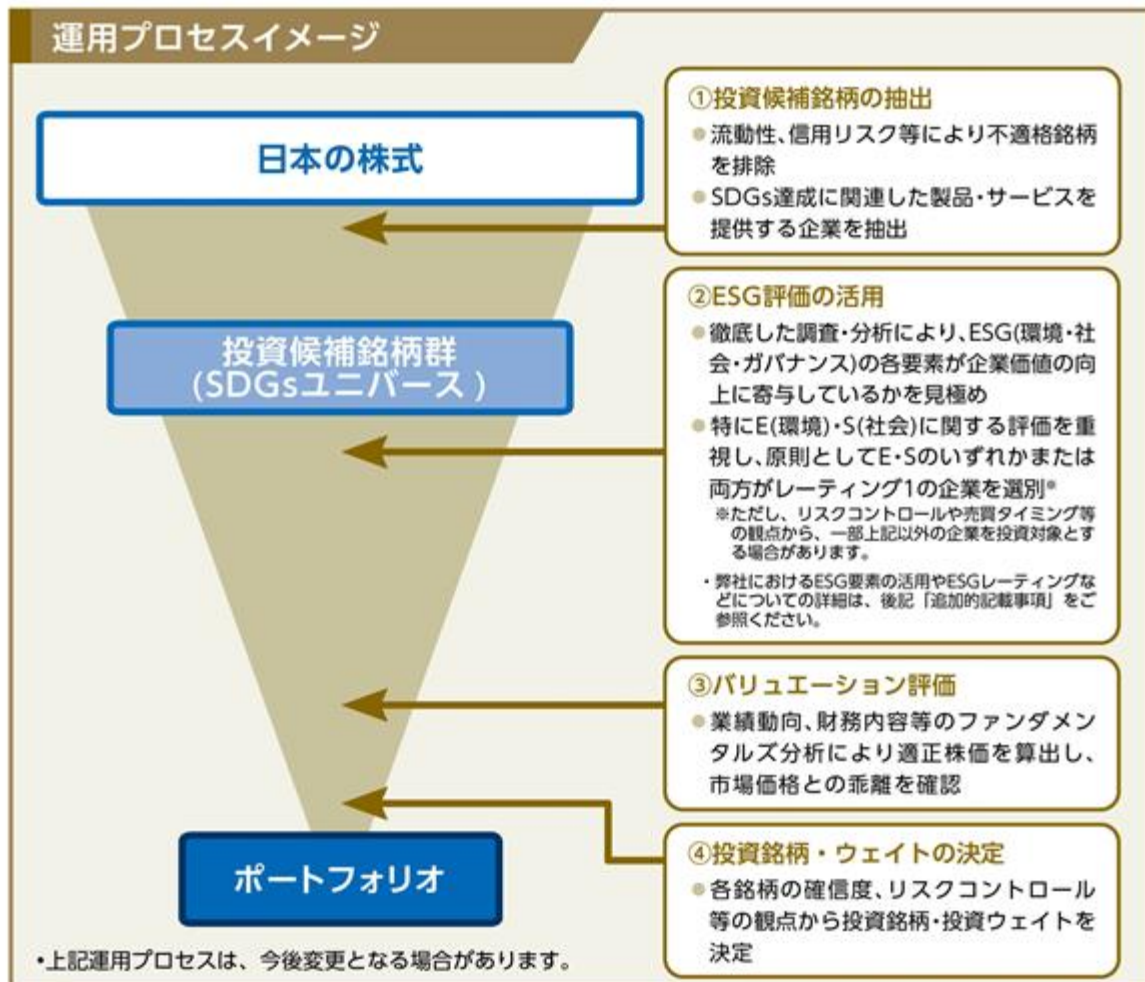 運用プロセスイメージ
日本の株式
投資候補銘柄群
(SDGsユニバース )
ポートフォリオ
①投資候補銘柄の抽出
●流動性、信用リスク等により不適格銘柄
を排除
●SDGs達成に関連した製品・サービスを
提供する企業を抽出
②ESG評価の活用
●徹底した調査・分析により、ESG(環境・社
会・ガバナンス)の各要素が企業価値の向
上に寄与しているかを見極め
●特にE(環境)・S(社会)に関する評価を重
視し、原則としてE・Sのいずれかまたは
両方がレーティング1の企業を選別※
※ただし、リスクコントロールや売買タイミング等
の観点から、一部上記以外の企業を投資対象とす
る場合があります。
・弊社におけるESG要素の活用やESGレーティングな
どについての詳細は、後記「追加的記載事項」をご
参照ください。
③バリュエーション評価
●業績動向、財務内容等のファンダメン
タルズ分析により適正株価を算出し、
市場価格との乖離を確認
④投資銘柄・ウェイトの決定
●各銘柄の確信度、リスクコントロール
等の観点から投資銘柄・投資ウェイトを
決定
•上記運用プロセスは、今後変更となる場合があります。